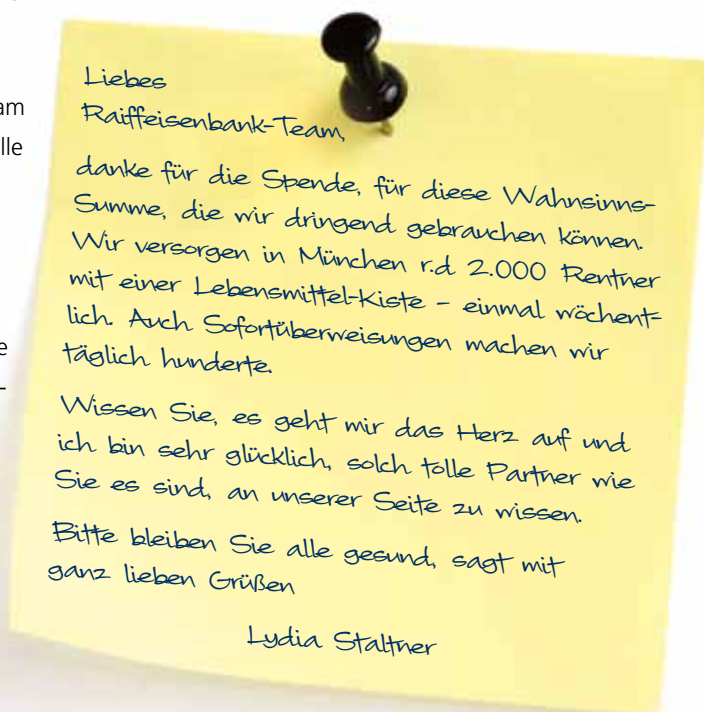 am
lle
e
-
Liebes
Raiffeisenbank-Team,
danke für die Spende, für diese Wahnsinns-
Summe, die wir dringend gebrauchen können.
Wir versorgen in München r.d 2.000 Rentner
mit einer Lebensmittel-Kiste – einmal wöchent-
lich. Auch Sofortüberweisungen machen wir
täglich hunderte.
Wissen Sie, es geht mir das Herz auf und
ich bin sehr glücklich, solch tolle Partner wie
Sie es sind, an unserer Seite zu wissen.
Bitte bleiben Sie alle gesund, sagt mit
ganz lieben Grüßen
Lydia Staltner